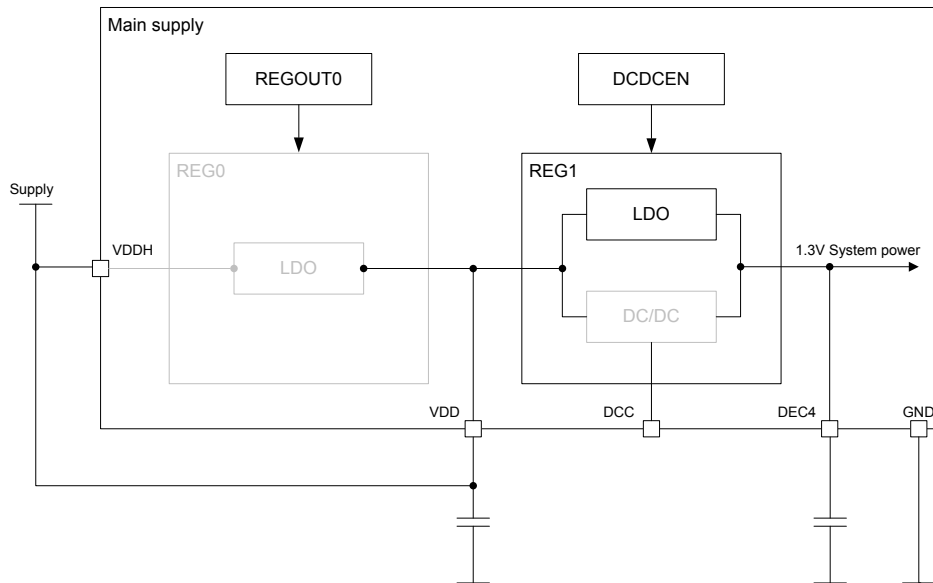 Main supply
REGOUT0
DCDCEN
REG0
REG1
Supply
LDO
VDDH
LDO
1.3V System power
DC/DC
VDD
DCC
DEC4
GND